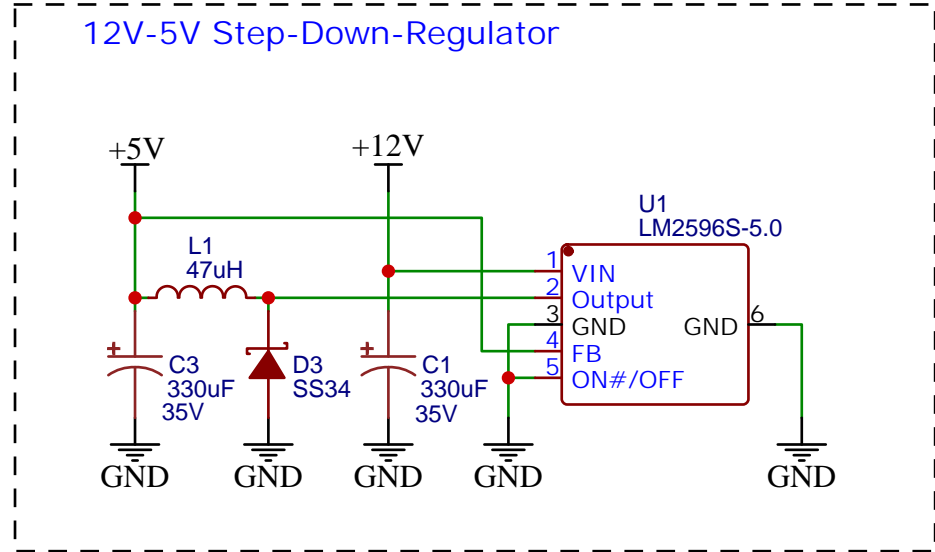 12V-5V Step-Down-Regulator
+5V
+12V
U1
LM2596S-5.0
L1
47uH
1
VIN
2
Output
3
GND
GND
6
4
FB
5
ON#/OFF
+
C3
330uF
35V
D3
SS34
+
C1
330uF
35V
GND
GND
GND
GND
GND